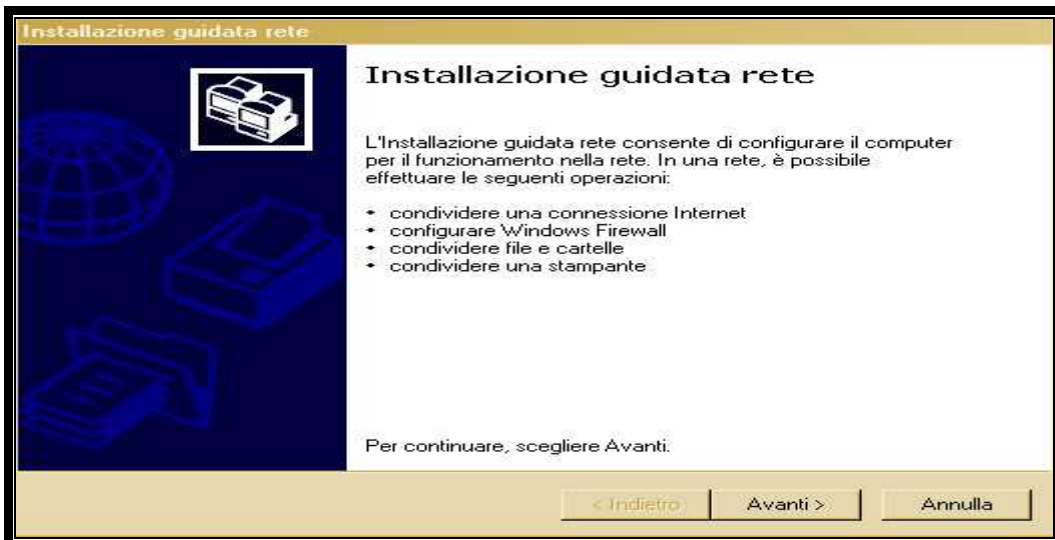 Installazione guidata rete
Installazione guidata rete
L'Installazione guidata rete consente di configurare il computer
per il funzionamento nella rete. In una rete, è possibile
effettuare le seguenti operazioni:
• condividere una connessione Internet
• configurare Windows Firewall
• condividere file e cartelle
• condividere una stampante
Per continuare, scegliere Avanti.
< Indietro Avanti > Annulla